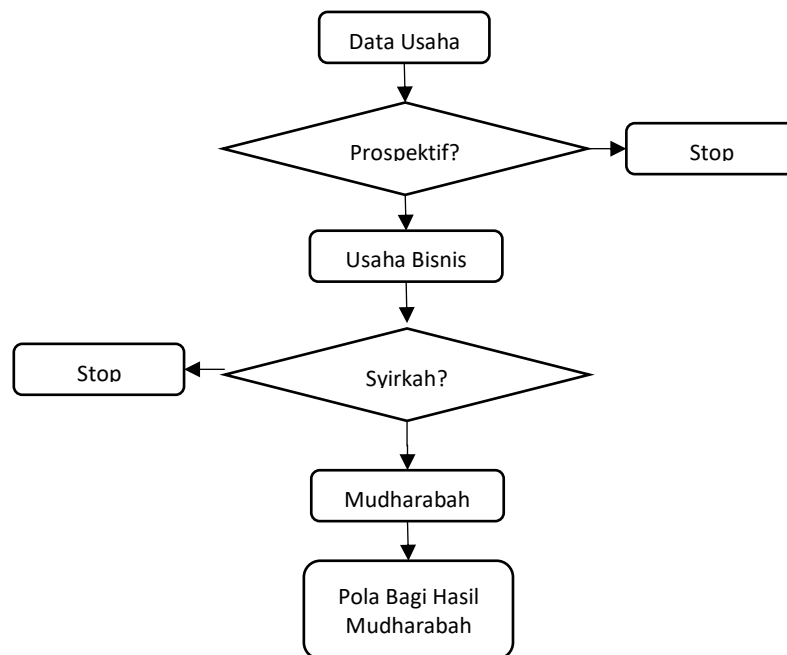 Data Usaha
Prospektif?
Stop
Usaha Bisnis
Stop
Syirkah?
Mudharabah
Pola Bagi Hasil
Mudharabah